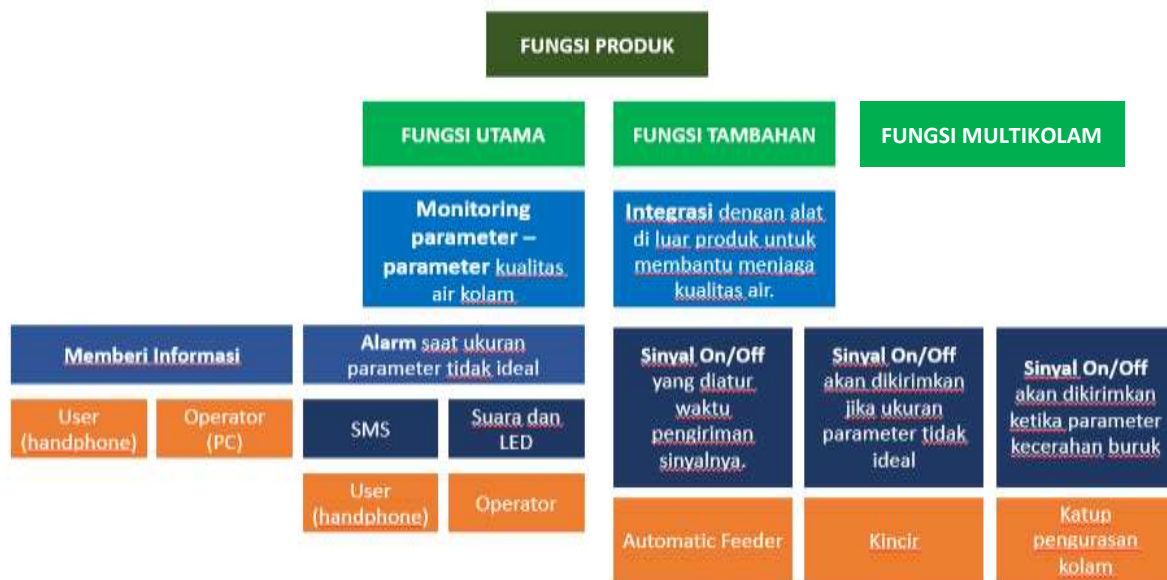 FUNGSI PRODUK
FUNGSI UTAMA
FUNGSI TAMBAHAN
FUNGSI MULTIKOLAM
Monitoring
parameter –
parameter kualitas
air kolam
Integrasi dengan alat
di luar produk untuk
membantu menjaga
kualitas air.
Memberi Informasi
Alarm saat ukuran
parameter tidak ideal
User
(handphone)
Operator
(PC)
SMS
Suara dan
LED
User
(handphone)
Operator
Sinyal On/Off
yang diatur
waktu
pengiriman
sinyalnya.
Sinyal On/Off
akan dikirimkan
jika ukuran
parameter tidak
ideal
Sinyal On/Off
akan dikirimkan
ketika parameter
kecerahan buruk
Automatic Feeder
Kincir
Katup
pengurasan
kolam